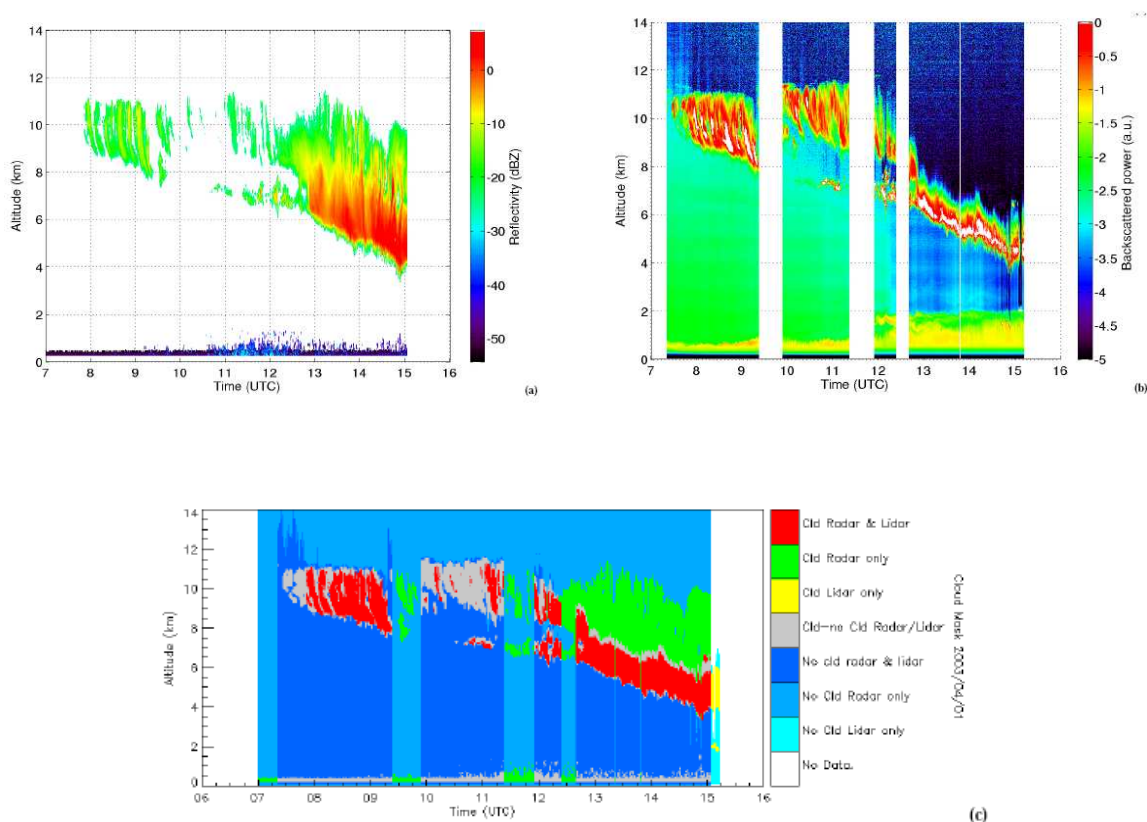 14
12
10
8
6
4
2
0
Altitude (km)
7 8 9 10 11 12 13 14 15 16
Time (UTC)
0
-10
-20
-30
-40
-50
Reflectivity (dBZ)
(a)
14
12
10
8
6
4
2
0
Altitude (km)
7 8 9 10 11 12 13 14 15 16
Time (UTC)
0
-0.5
-1
-1.5
-2
-2.5
-3
-3.5
-4
-4.5
-5
Backscattered power (a.u.)
(b)
14
12
10
8
6
4
2
0
Altitude (km)
06 07 08 09 10 11 12 13 14 15 16
Time (UTC)
Cld Radar & Lidar
Cld Radar only
Cld Lidar only
Cld-no Cld Radar/Lidar
No cld radar & lidar
No Cld Radar only
No Cld Lidar only
No Data.
Cloud Mask 2003/04/01
(c)